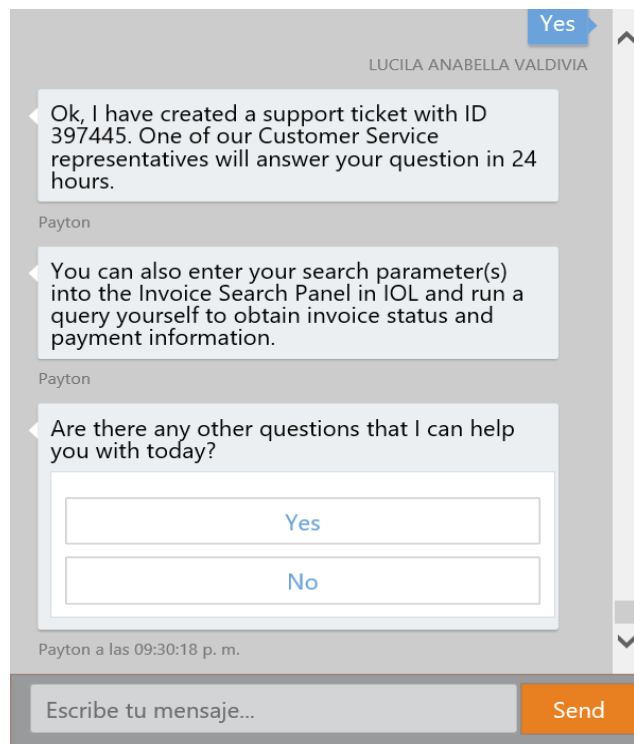 Yes
LUCILA ANABELLA VALDIVIA
Ok, I have created a support ticket with ID
397445. One of our Customer Service
representatives will answer your question in 24
hours.
Payton
You can also enter your search parameter(s)
into the Invoice Search Panel in IOL and run a
query yourself to obtain invoice status and
payment information.
Payton
Are there any other questions that I can help
you with today?
Yes
No
Payton a las 09:30:18 p. m.
Escribe tu mensaje...
Send